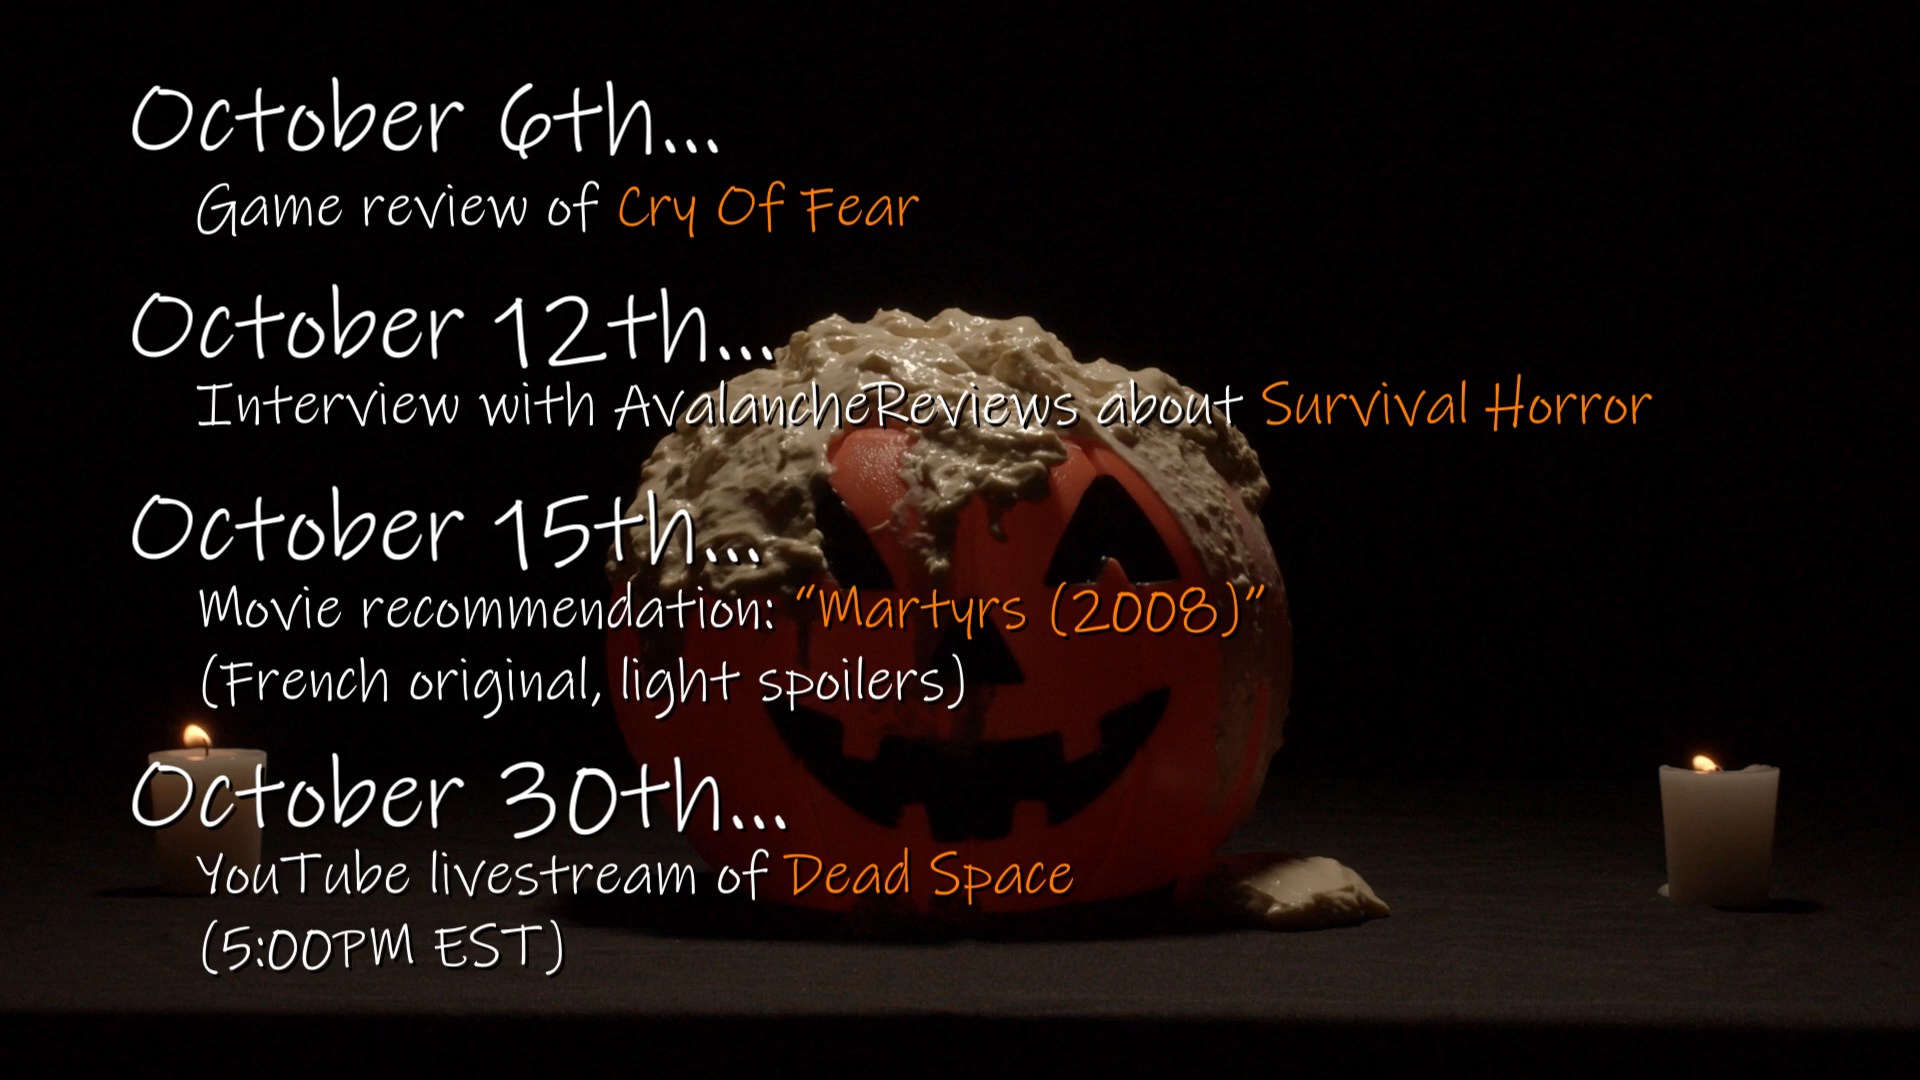 October 6th...
Game review of Cry Of Fear
October 12th...
Interview with AvalancheReviews about Survival Horror
October 15th...
Movie recommendation: “Martyrs (2008)”
(French original, light spoilers)
October 30th...
YouTube livestream of Dead Space
(5:00PM EST)